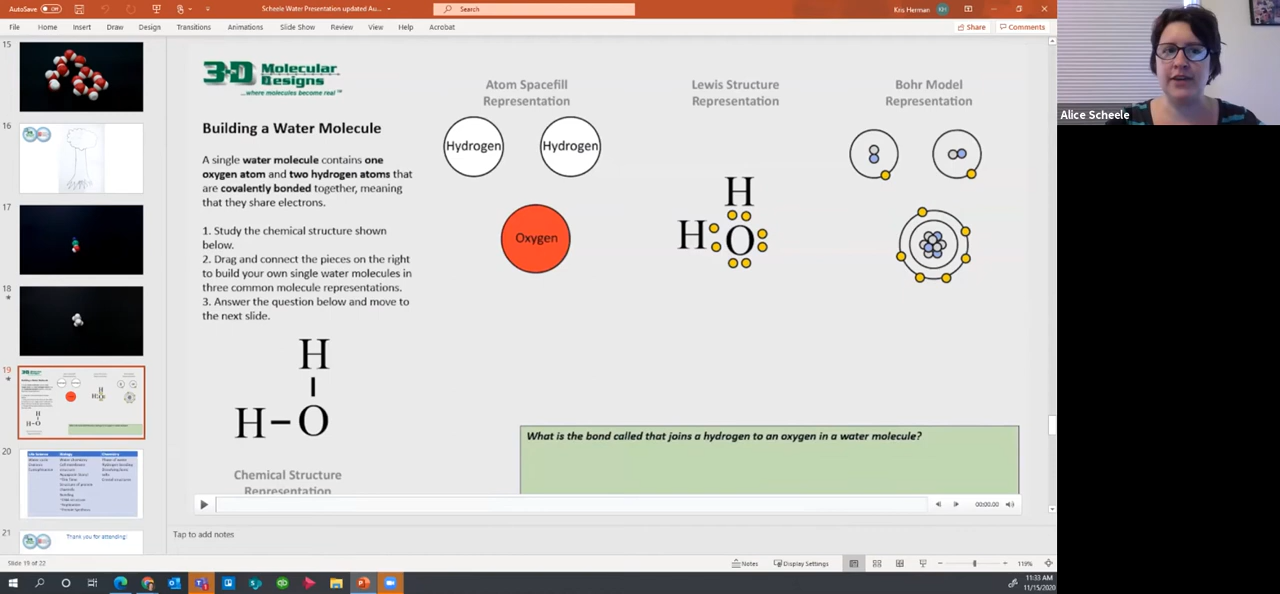 AutoSave
Off
Scheele Water Presentation updated Au...
Search
Kris Herman
KH
File
Home
Insert
Draw
Design
Transitions
Animations
Slide Show
Review
View
Help
Acrobat
Share
Comments
15
16
17
18
19
20
21
Thank you for attending!
Life Science
Biology
Chemistry
3-D Molecular
Designs
...where molecules become real™
Building a Water Molecule
A single water molecule contains one
oxygen atom and two hydrogen atoms that
are covalently bonded together, meaning
that they share electrons.
1. Study the chemical structure shown
below.
2. Drag and connect the pieces on the right
to build your own single water molecules in
three common molecule representations.
3. Answer the question below and move to
the next slide.
H
H
O
Chemical Structure
Representation
Atom Spacefill
Representation
Hydrogen
Hydrogen
Oxygen
Lewis Structure
Representation
H
H
O
Bohr Model
Representation
What is the bond called that joins a hydrogen to an oxygen in a water molecule?
00:00.00
Tap to add notes
Slide 19 of 22
Notes
Display Settings
119%
11:33 AM
11/15/2020
Alice Scheele